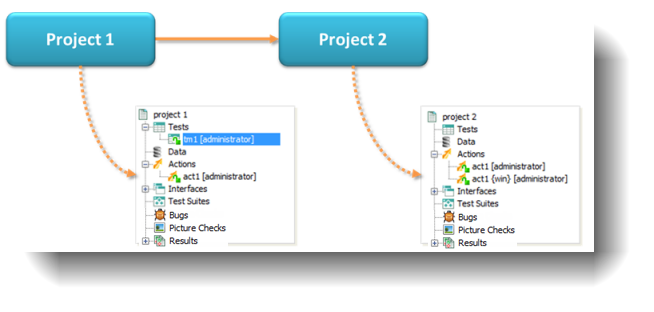 Project 1
Project 2
project 1
Tests
tm1 [administrator]
Data
Actions
act1 [administrator]
Interfaces
Test Suites
Bugs
Picture Checks
Results
project 2
Tests
Data
Actions
act1 [administrator]
act1 {win} [administrator]
Interfaces
Test Suites
Bugs
Picture Checks
Results